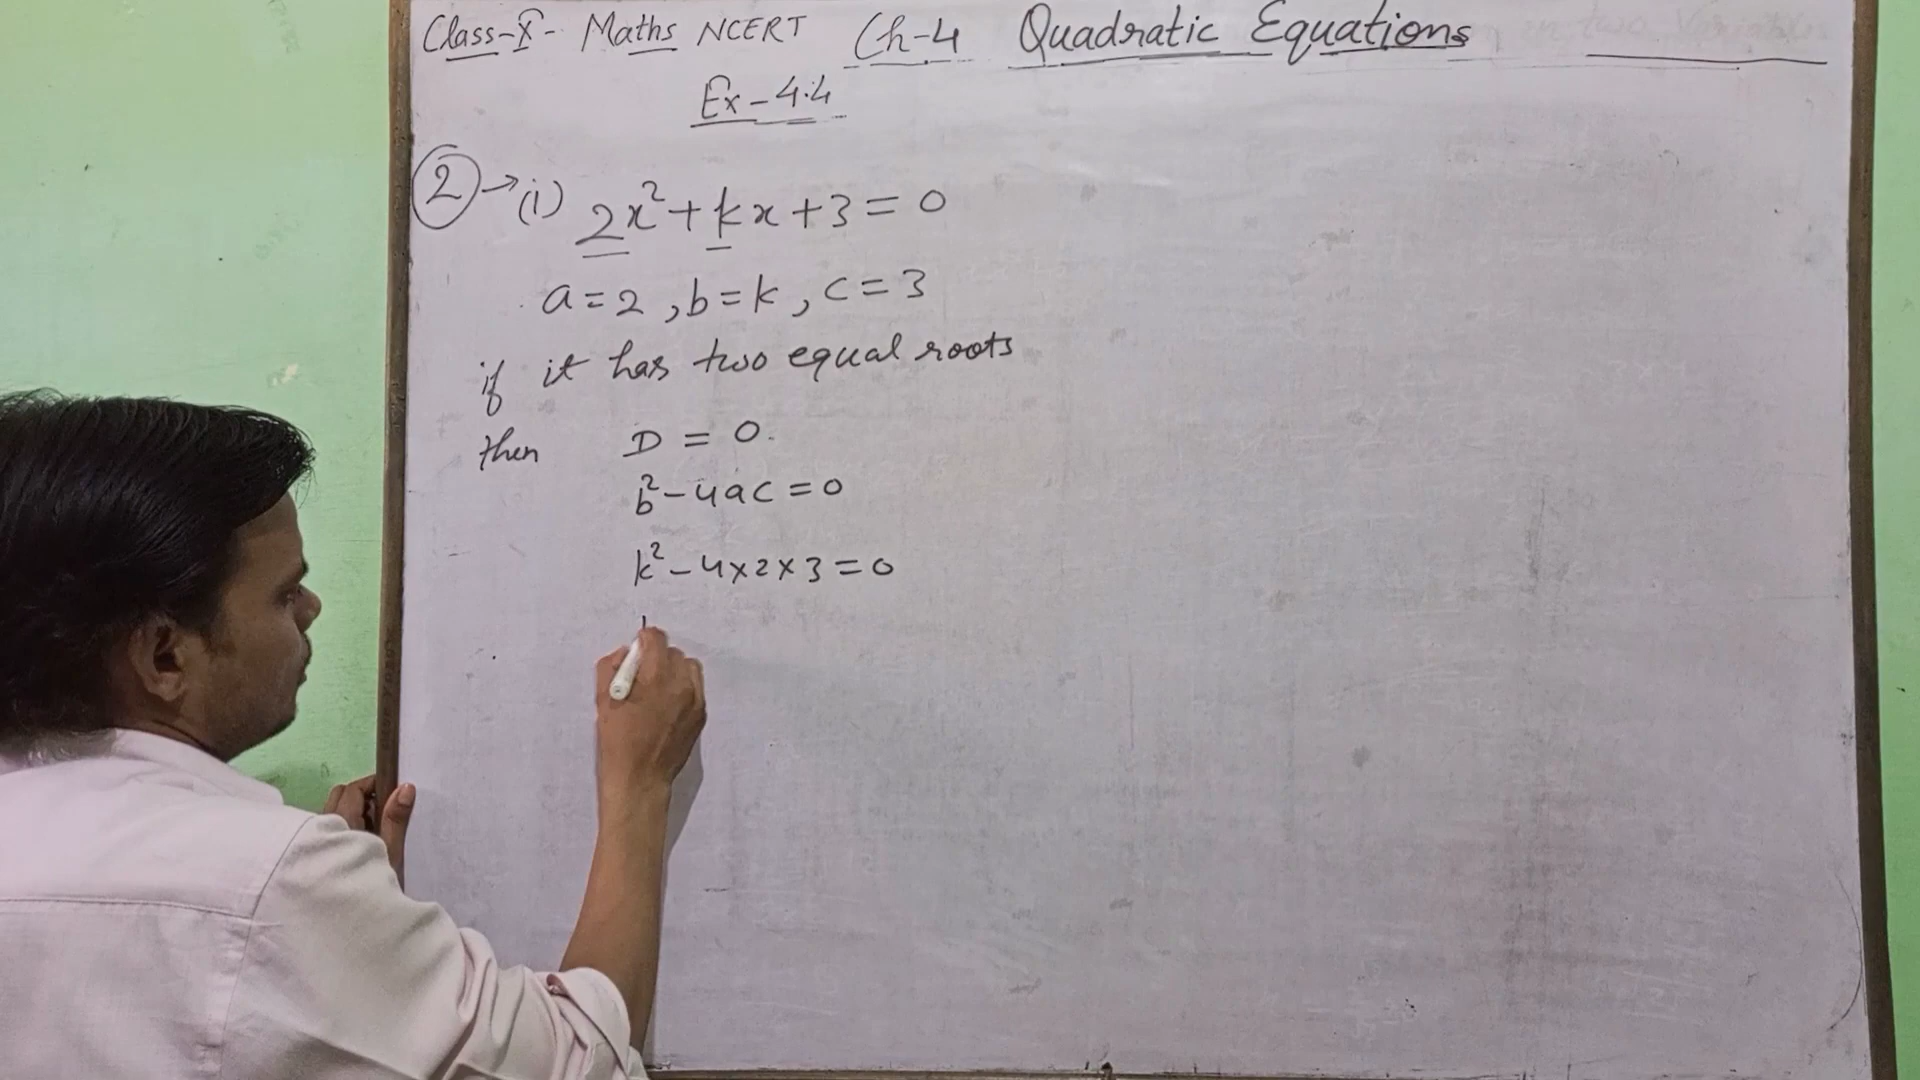 Class-X- Maths NCERT Ch-4 Quadratic Equations
Ex-4.4
2→(i) 2x²+kx+3=0
a=2, b=k, c=3
if it has two equal roots
then D = 0.
b²-4ac=0
k²-4×2×3=0